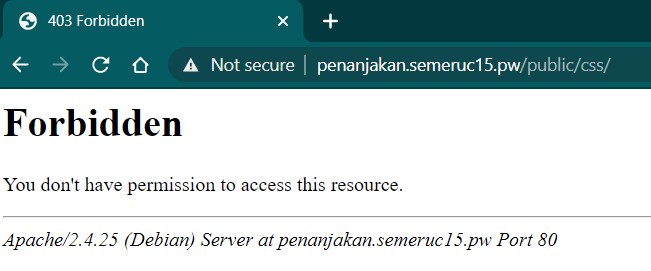 403 Forbidden
Not secure | penanjakan.semeruc15.pw/public/css/
Forbidden
You don't have permission to access this resource.
Apache/2.4.25 (Debian) Server at penanjakan.semeruc15.pw Port 80